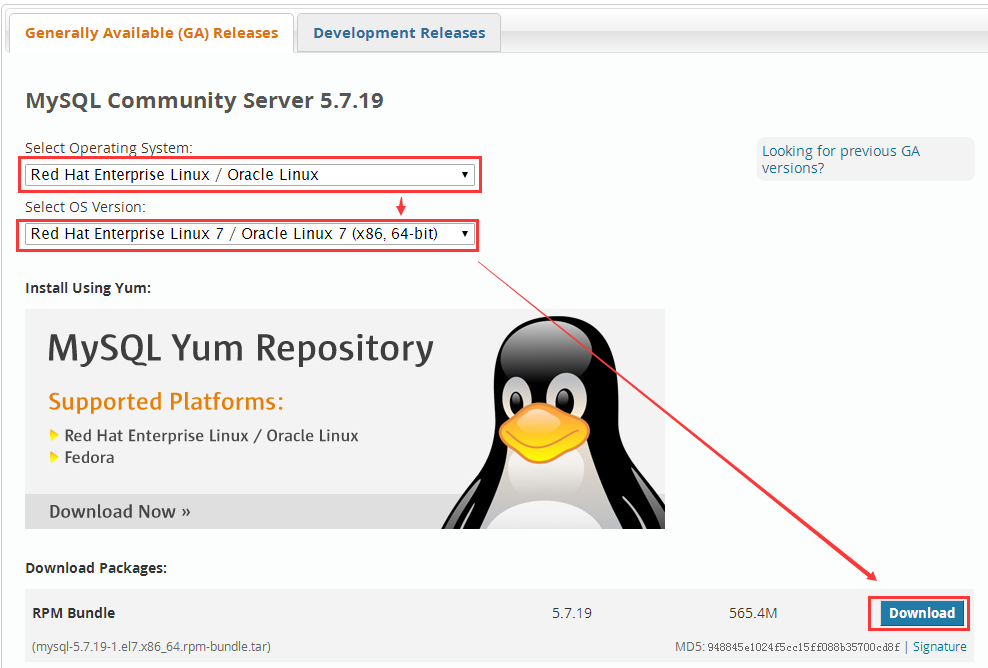 Generally Available (GA) Releases
Development Releases
MySQL Community Server 5.7.19
Select Operating System:
Looking for previous GA
versions?
Red Hat Enterprise Linux / Oracle Linux
Select OS Version:
Red Hat Enterprise Linux 7 / Oracle Linux 7 (x86, 64-bit)
Install Using Yum:
MySQL Yum Repository
Supported Platforms:
Red Hat Enterprise Linux / Oracle Linux
Fedora
Download Now »
Download Packages:
RPM Bundle 5.7.19 565.4M Download
(mysql-5.7.19-1.el7.x86_64.rpm-bundle.tar) MD5: 948845e1024f5cc15ff088b35700cd8f | Signature